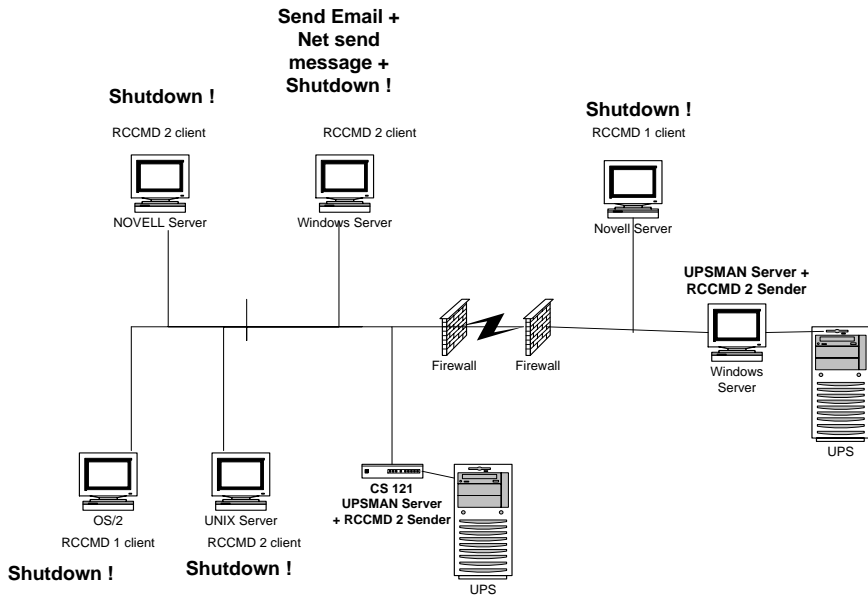 Send Email +
Net send
message +
Shutdown !
Shutdown !
Shutdown !
RCCMD 2 client
RCCMD 2 client
RCCMD 1 client
NOVELL Server
Windows Server
Novell Server
UPSMAN Server +
RCCMD 2 Sender
Firewall
Firewall
Windows
Server
UPS
OS/2
RCCMD 1 client
Shutdown !
UNIX Server
RCCMD 2 client
Shutdown !
CS 121
UPSMAN Server
+ RCCMD 2 Sender
UPS